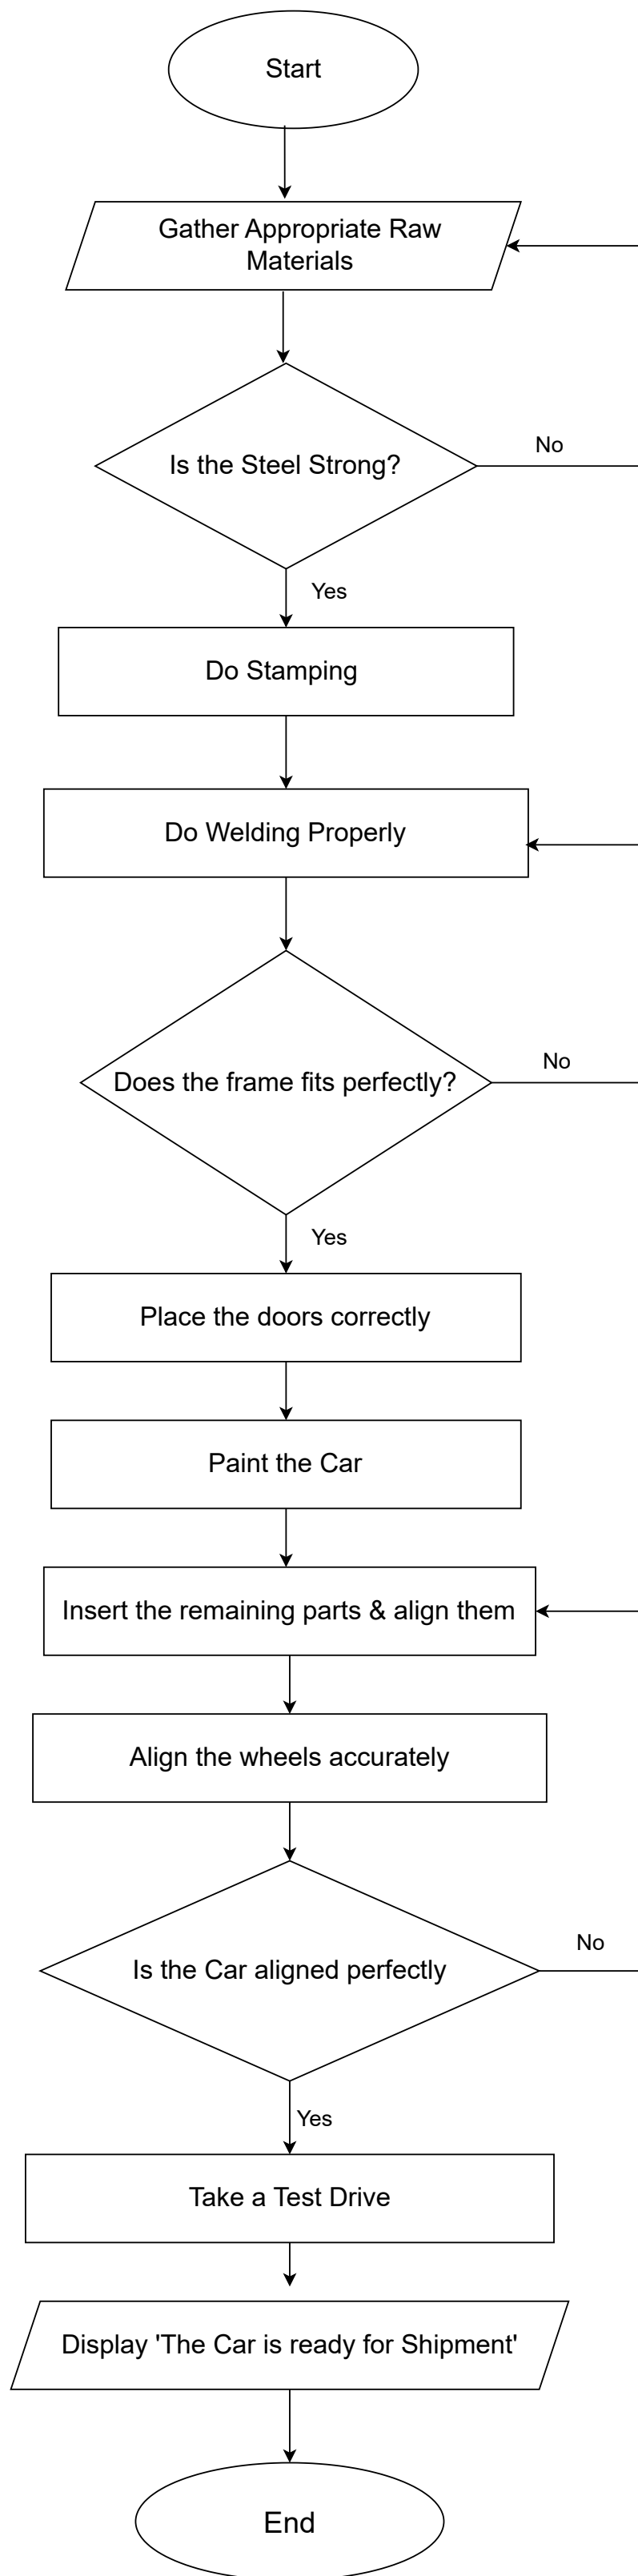 Start
Gather Appropriate Raw
Materials
Is the Steel Strong?
No
Yes
Do Stamping
Do Welding Properly
Does the frame fits perfectly?
No
Yes
Place the doors correctly
Paint the Car
Insert the remaining parts & align them
Align the wheels accurately
Is the Car aligned perfectly
No
Yes
Take a Test Drive
Display 'The Car is ready for Shipment'
End